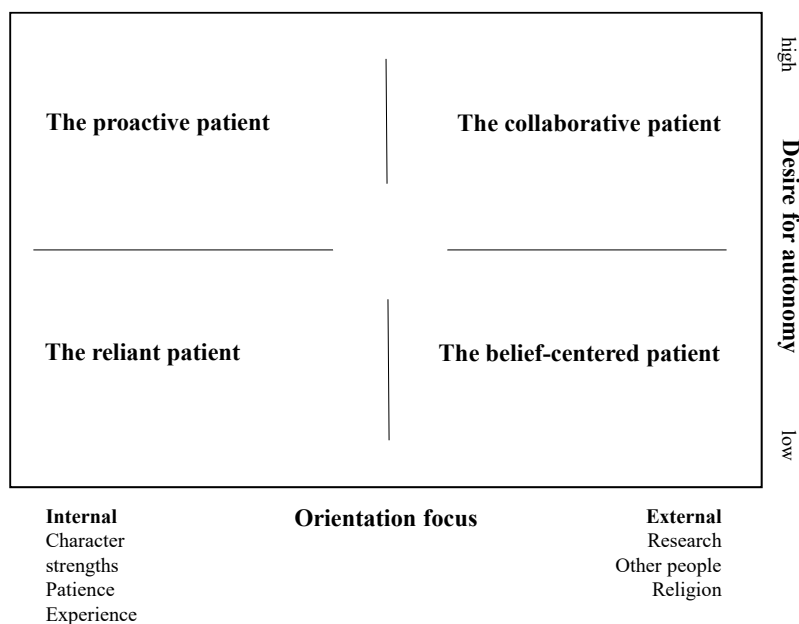 high
The proactive patient
The collaborative patient
Desire for autonomy
The reliant patient
The belief-centered patient
low
Internal
Orientation focus
External
Character
Research
strengths
Other people
Patience
Religion
Experience